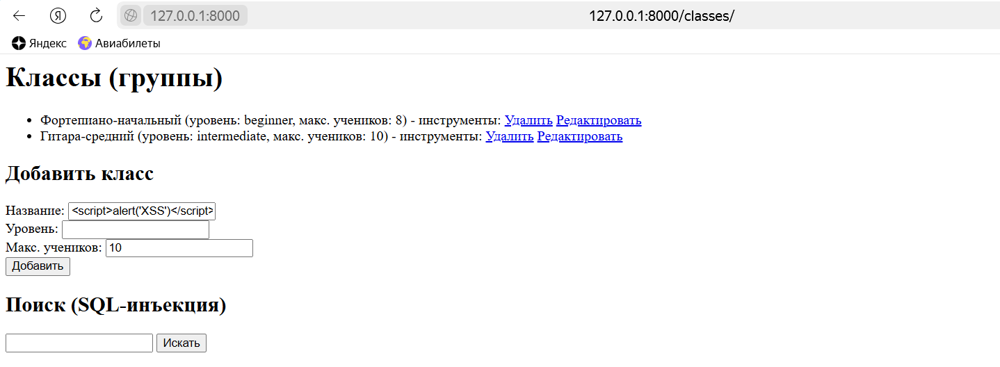 127.0.0.1:8000 127.0.0.1:8000/classes/
Яндекс Авиабилеты
Классы (группы)
Фортепиано-начальный (уровень: beginner, макс. учеников: 8) - инструменты: Удалить Редактировать
Гитара-средний (уровень: intermediate, макс. учеников: 10) - инструменты: Удалить Редактировать
Добавить класс
Название: <script>alert('XSS')</script>
Уровень:
Макс. учеников: 10
Добавить
Поиск (SQL-инъекция)
Искать